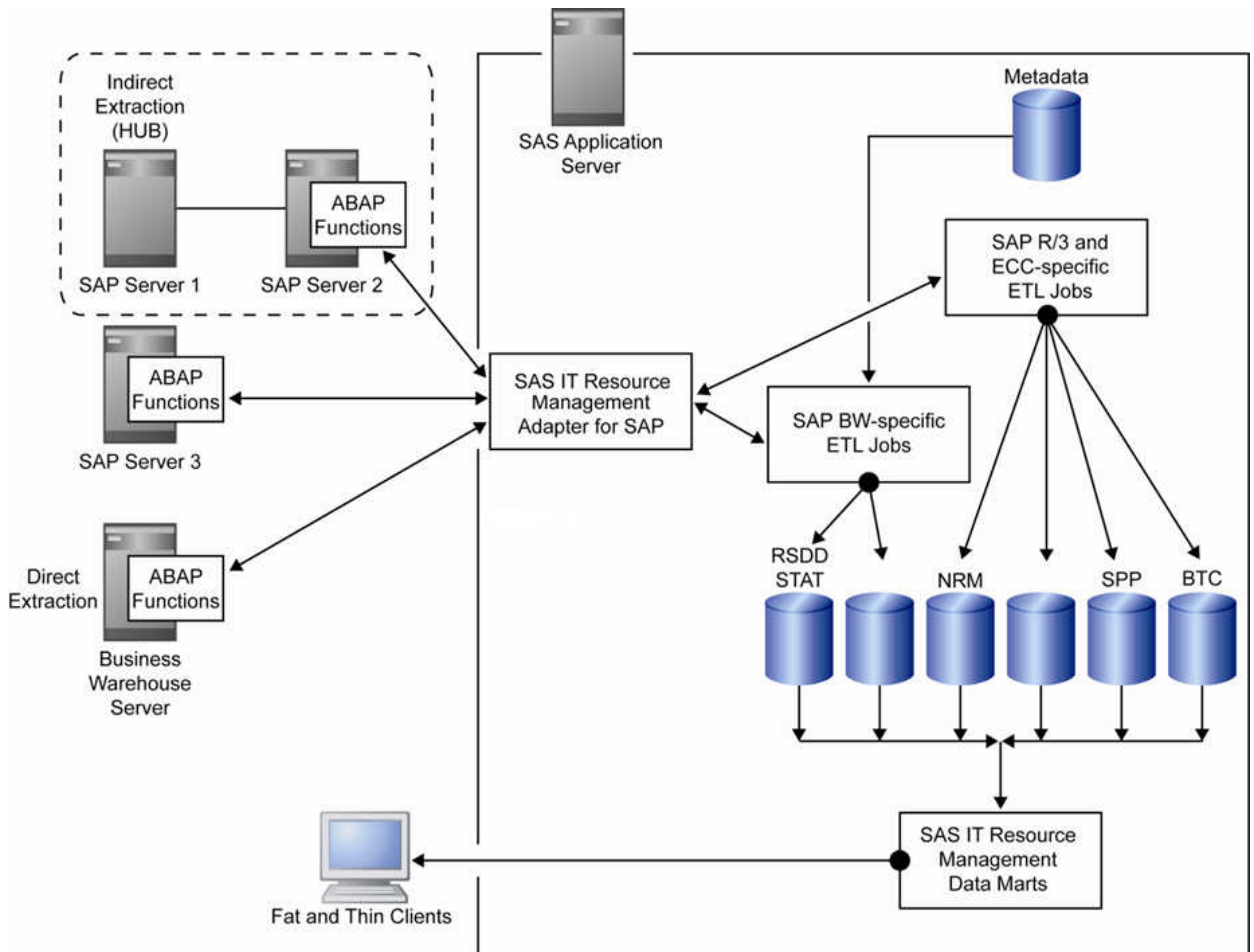 Indirect
Extraction
(HUB)
ABAP
Functions
SAP Server 1
SAP Server 2
SAS Application
Server
Metadata
SAP R/3 and
ECC-specific
ETL Jobs
ABAP
Functions
SAP Server 3
SAS IT Resource
Management
Adapter for SAP
SAP BW-specific
ETL Jobs
Direct
Extraction
ABAP
Functions
Business
Warehouse
Server
RSDD
STAT
NRM
SPP
BTC
SAS IT Resource
Management
Data Marts
Fat and Thin Clients